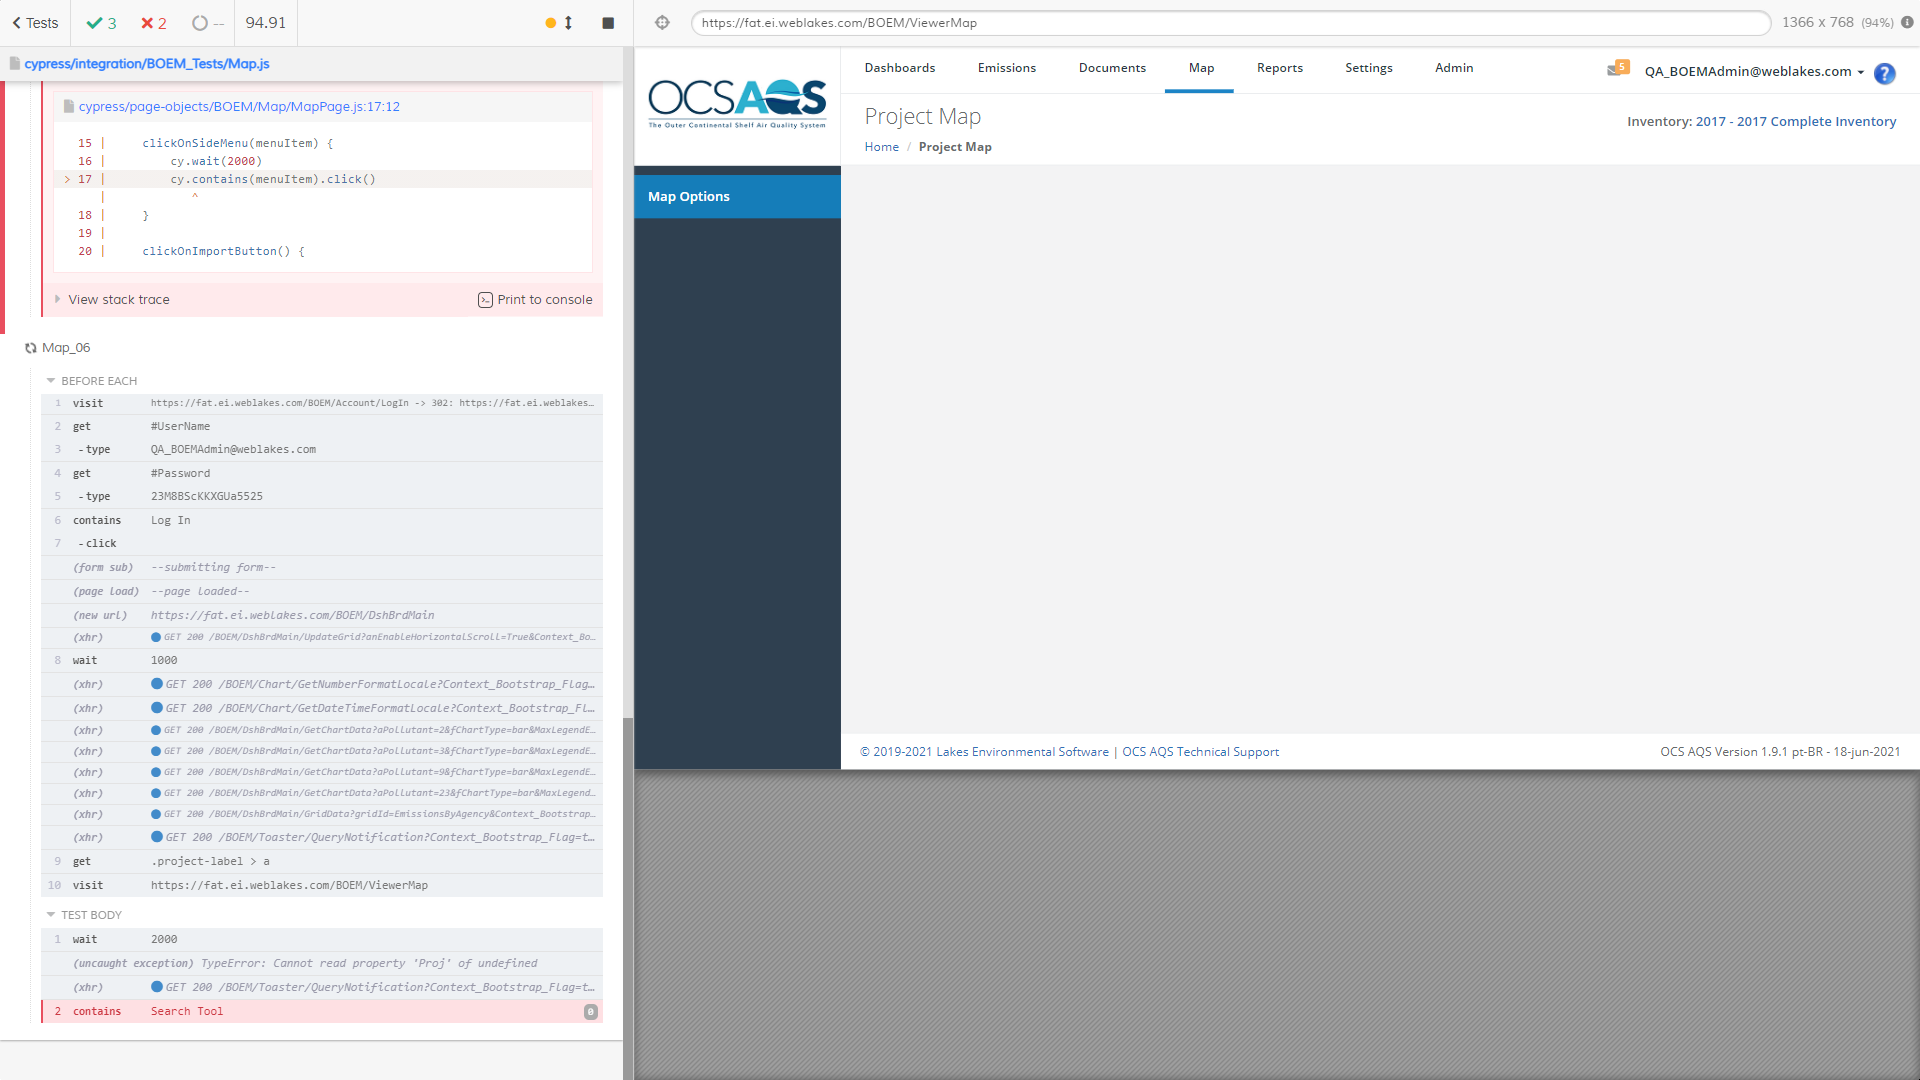 Tests
3
2
--
94.91
cypress/integration/BOEM_Tests/Map.js
cypress/page-objects/BOEM/Map/MapPage.js:17:12
15 | clickOnSideMenu(menuItem) {
16 | cy.wait(2000)
> 17 | cy.contains(menuItem).click()
| ^
18 | }
19 |
20 | clickOnImportButton() {
View stack trace
Print to console
Map_06
BEFORE EACH
1 visit https://fat.ei.weblakes.com/BOEM/Account/LogIn -> 302: https://fat.ei.weblakes…
2 get #UserName
3 -type QA_BOEMAdmin@weblakes.com
4 get #Password
5 -type 23M8BScKKXGUa5525
6 contains Log In
7 -click
(form sub) --submitting form--
(page load) --page loaded--
(new url) https://fat.ei.weblakes.com/BOEM/DshBrdMain
(xhr) GET 200 /BOEM/DshBrdMain/UpdateGrid?anEnableHorizontalScroll=True&Context_Bo…
8 wait 1000
(xhr) GET 200 /BOEM/Chart/GetNumberFormatLocale?Context_Bootstrap_Flag…
(xhr) GET 200 /BOEM/Chart/GetDateTimeFormatLocale?Context_Bootstrap_Fl…
(xhr) GET 200 /BOEM/DshBrdMain/GetChartData?aPollutant=2&fChartType=bar&MaxLegendE…
(xhr) GET 200 /BOEM/DshBrdMain/GetChartData?aPollutant=3&fChartType=bar&MaxLegendE…
(xhr) GET 200 /BOEM/DshBrdMain/GetChartData?aPollutant=9&fChartType=bar&MaxLegendE…
(xhr) GET 200 /BOEM/DshBrdMain/GetChartData?aPollutant=23&fChartType=bar&MaxLegend…
(xhr) GET 200 /BOEM/DshBrdMain/GridData?gridId=EmissionsByAgency&Context_Bootstrap…
(xhr) GET 200 /BOEM/Toaster/QueryNotification?Context_Bootstrap_Flag=t…
9 get .project-label > a
10 visit https://fat.ei.weblakes.com/BOEM/ViewerMap
TEST BODY
1 wait 2000
(uncaught exception) TypeError: Cannot read property 'Proj' of undefined
(xhr) GET 200 /BOEM/Toaster/QueryNotification?Context_Bootstrap_Flag=t…
2 contains Search Tool 0
https://fat.ei.weblakes.com/BOEM/ViewerMap
1366 x 768 (94%)
OCSAQS
The Outer Continental Shelf Air Quality System
Dashboards Emissions Documents Map Reports Settings Admin
5
QA_BOEMAdmin@weblakes.com
?
Project Map
Home / Project Map
Inventory: 2017 - 2017 Complete Inventory
Map Options
© 2019-2021 Lakes Environmental Software | OCS AQS Technical Support
OCS AQS Version 1.9.1 pt-BR - 18-jun-2021